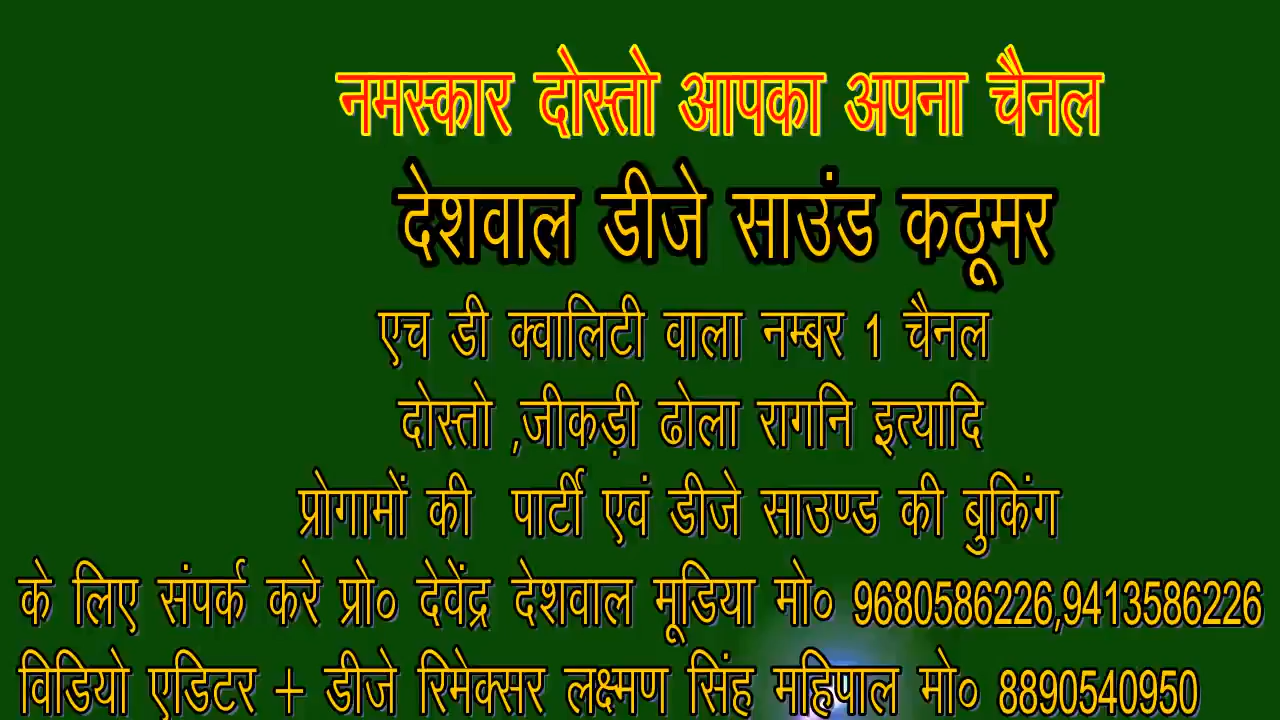 नमस्कार दोस्तो आपका अपना चैनल
देशवाल डीजे साउंड कठूमर
एच डी क्वालिटी वाला नम्बर 1 चैनल
दोस्तो ,जीकड़ी ढोला रागनि इत्यादि
प्रोगामों की पार्टी एवं डीजे साउण्ड की बुकिंग
के लिए संपर्क करे प्रो० देवेंद्र देशवाल मूडिया मो० 9680586226,9413586226
विडियो एडिटर + डीजे रिमेक्सर लक्ष्मण सिंह महिपाल मो० 8890540950